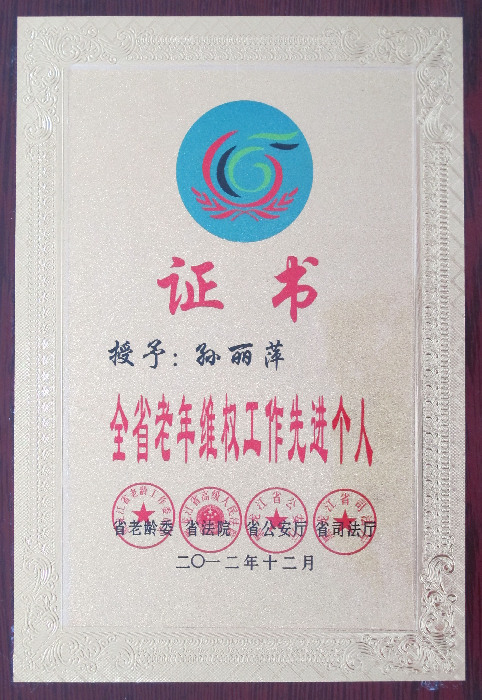 证书
授予：孙丽萍
全省老年维权工作先进个人
省老龄委 省法院 省公安厅 省司法厅
二〇一二年十二月